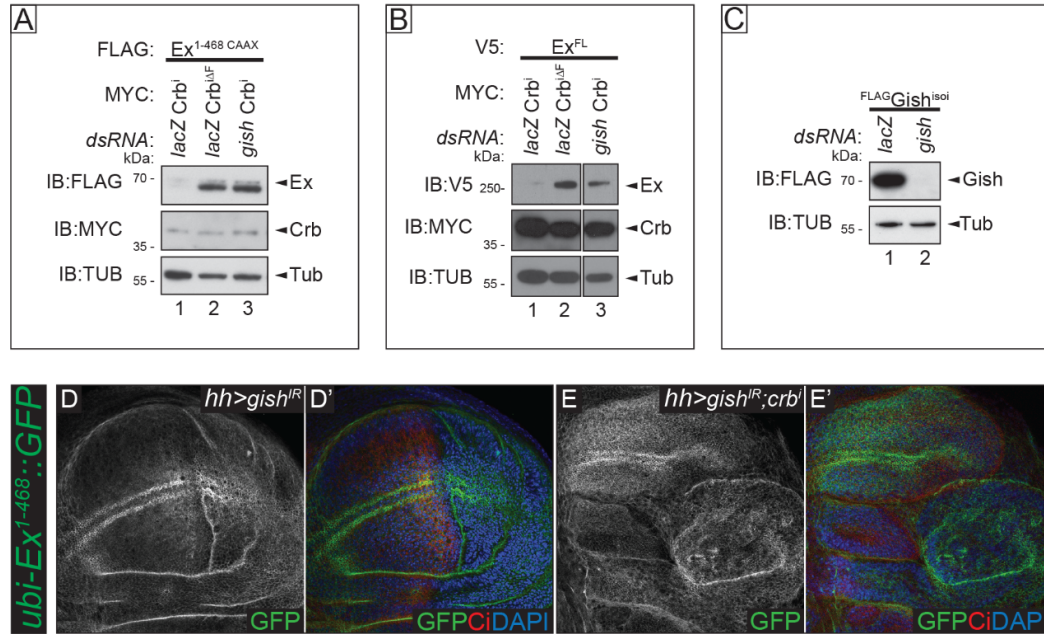 A
FLAG: Ex1-468 CAAX
MYC: Crbi CrbiΔF Crbi
dsRNA: lacZ lacZ gish
kDa:
IB:FLAG 70 - Ex
IB:MYC 35 - Crb
IB:TUB 55 - Tub
1 2 3
B
V5: ExFL
MYC: Crbi CrbiΔF Crbi
dsRNA: lacZ lacZ gish
kDa:
IB:V5 250- Ex
IB:MYC 35 - Crb
IB:TUB 55 - Tub
1 2 3
C
FLAGGishisoi
dsRNA: lacZ gish
kDa:
IB:FLAG 70- Gish
IB:TUB 55 - Tub
1 2
ubi-Ex1-468::GFP
D hh>gishIR D' E hh>gishIR;crbi E'
GFP GFPCiDAPI GFP GFPCiDAPI